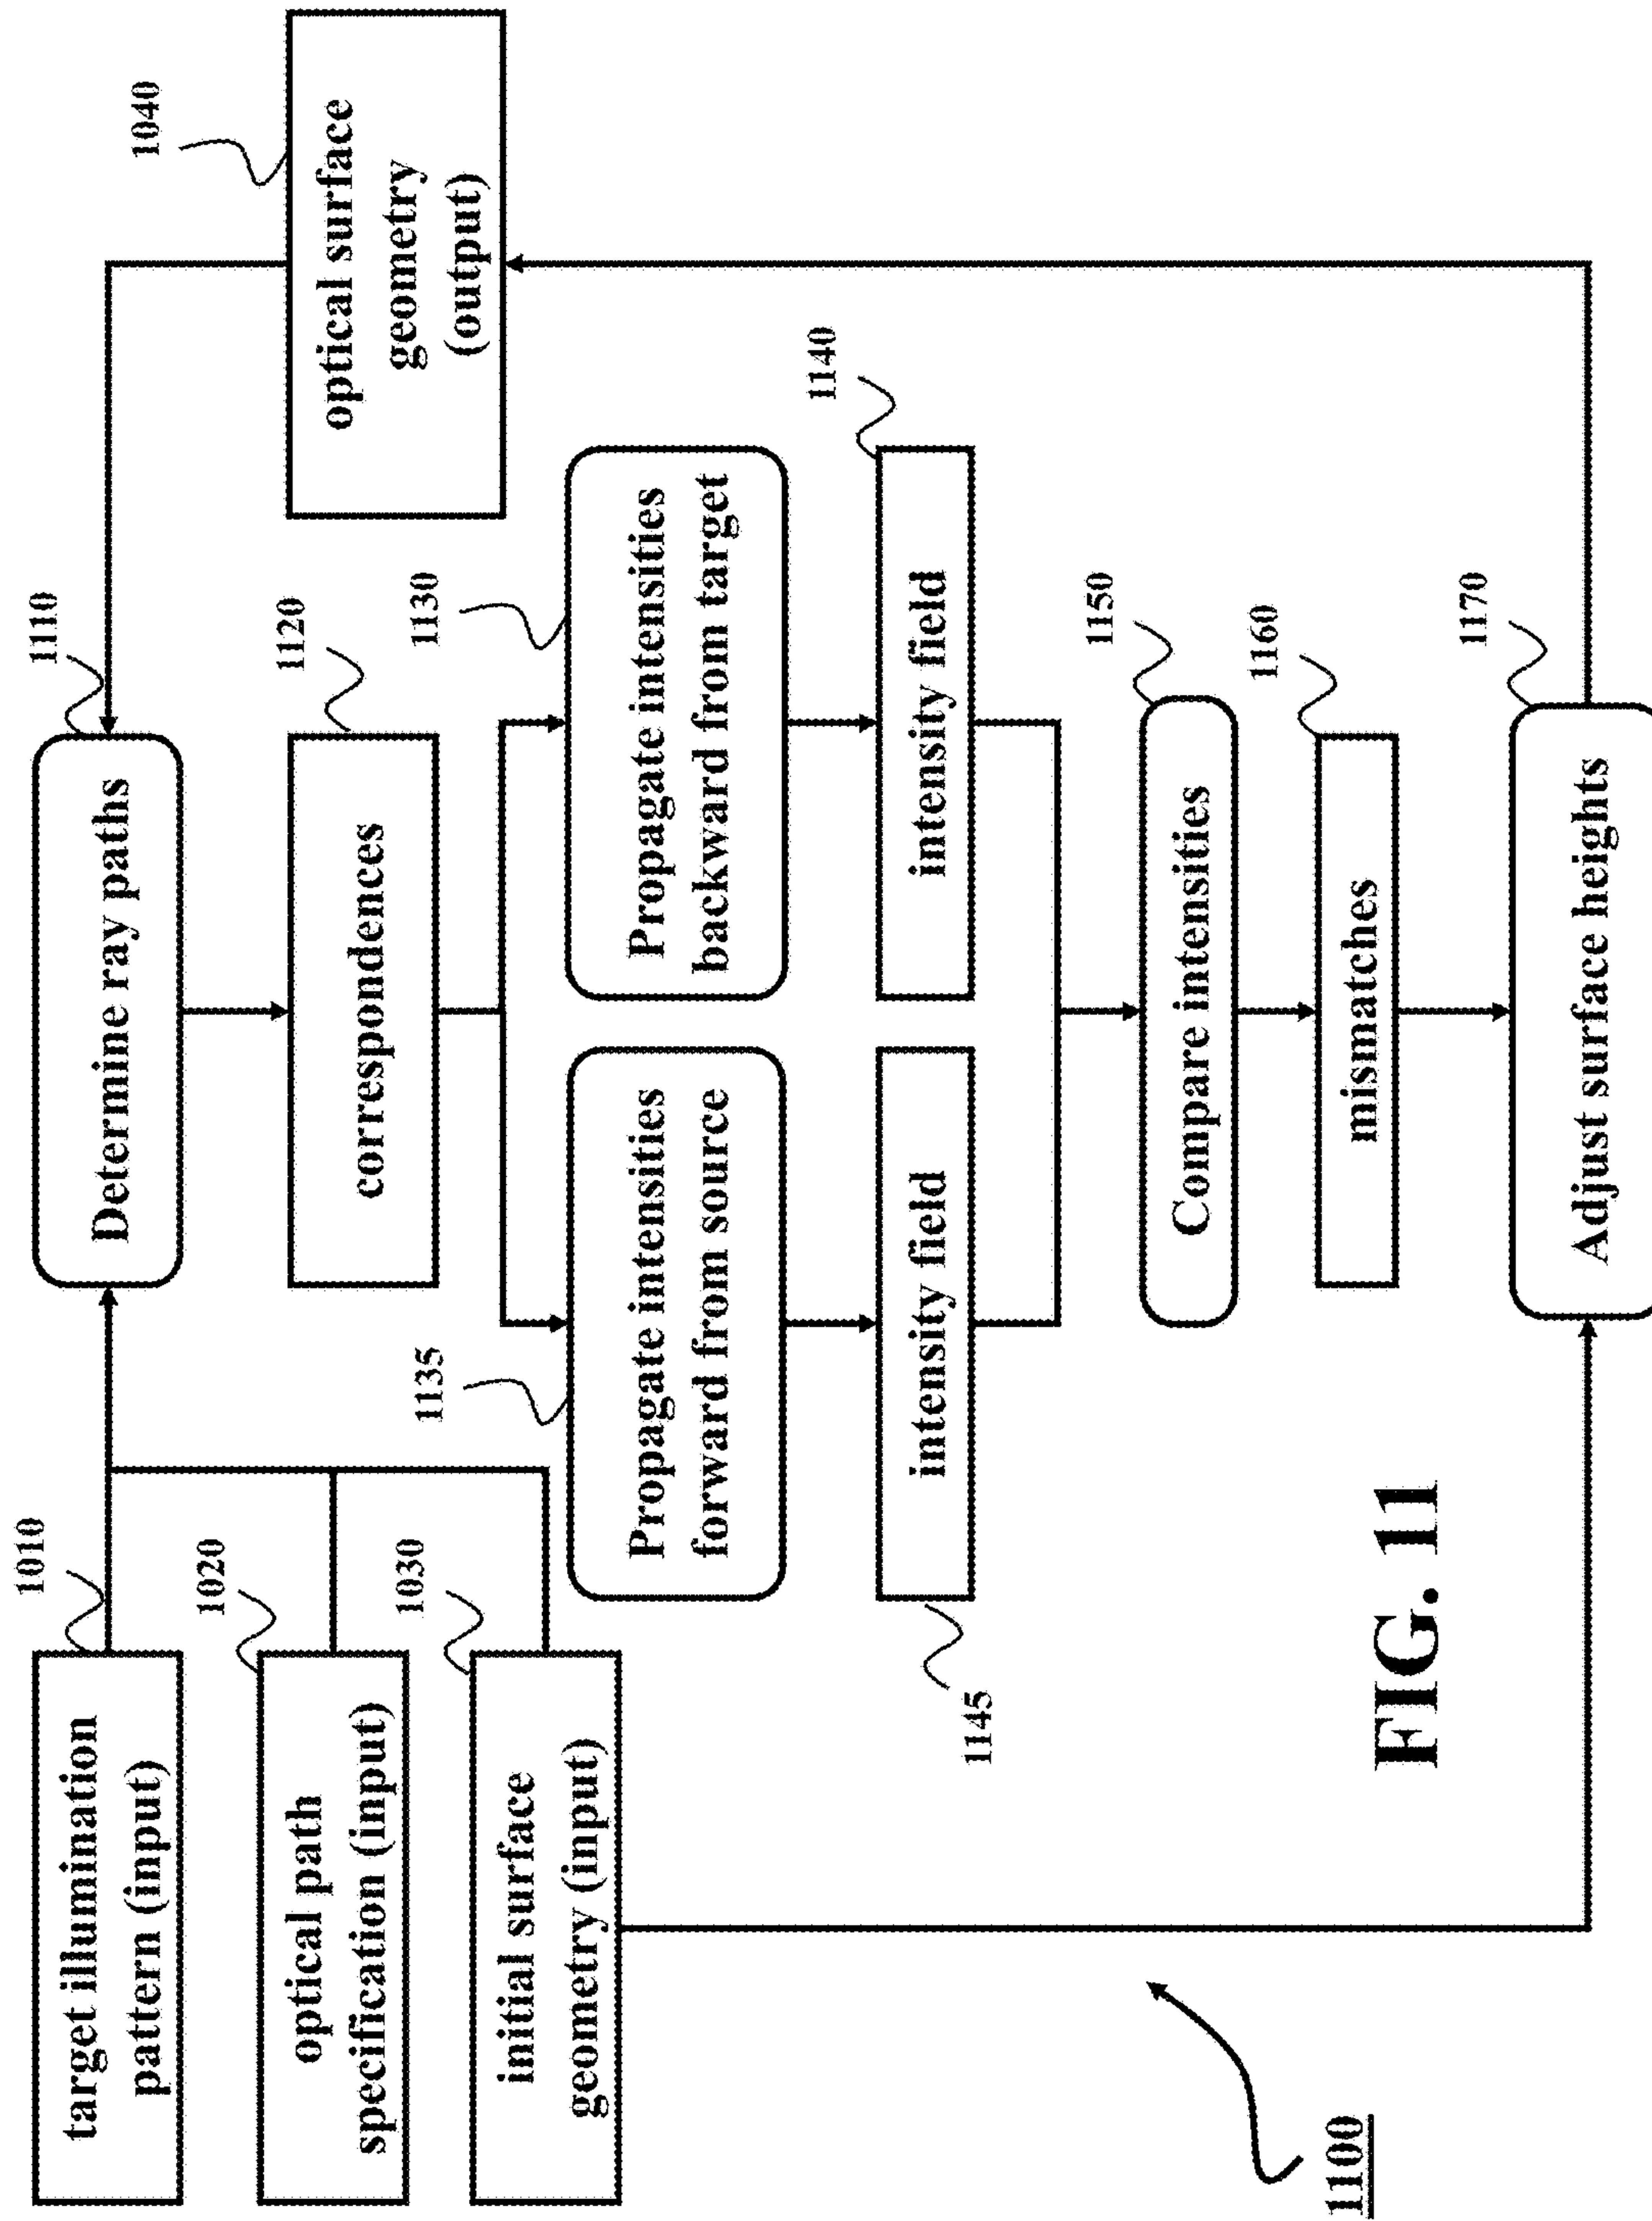 1010
target illumination
pattern (input)
1020
optical path
specification (input)
1030
initial surface
geometry (input)
1110
Determine ray paths
1120
correspondences
1135
Propagate intensities
forward from source
1130
Propagate intensities
backward from target
1145
intensity field
1140
intensity field
1150
Compare intensities
1160
mismatches
1170
Adjust surface heights
1040
optical surface
geometry
(output)
1100
FIG. 11